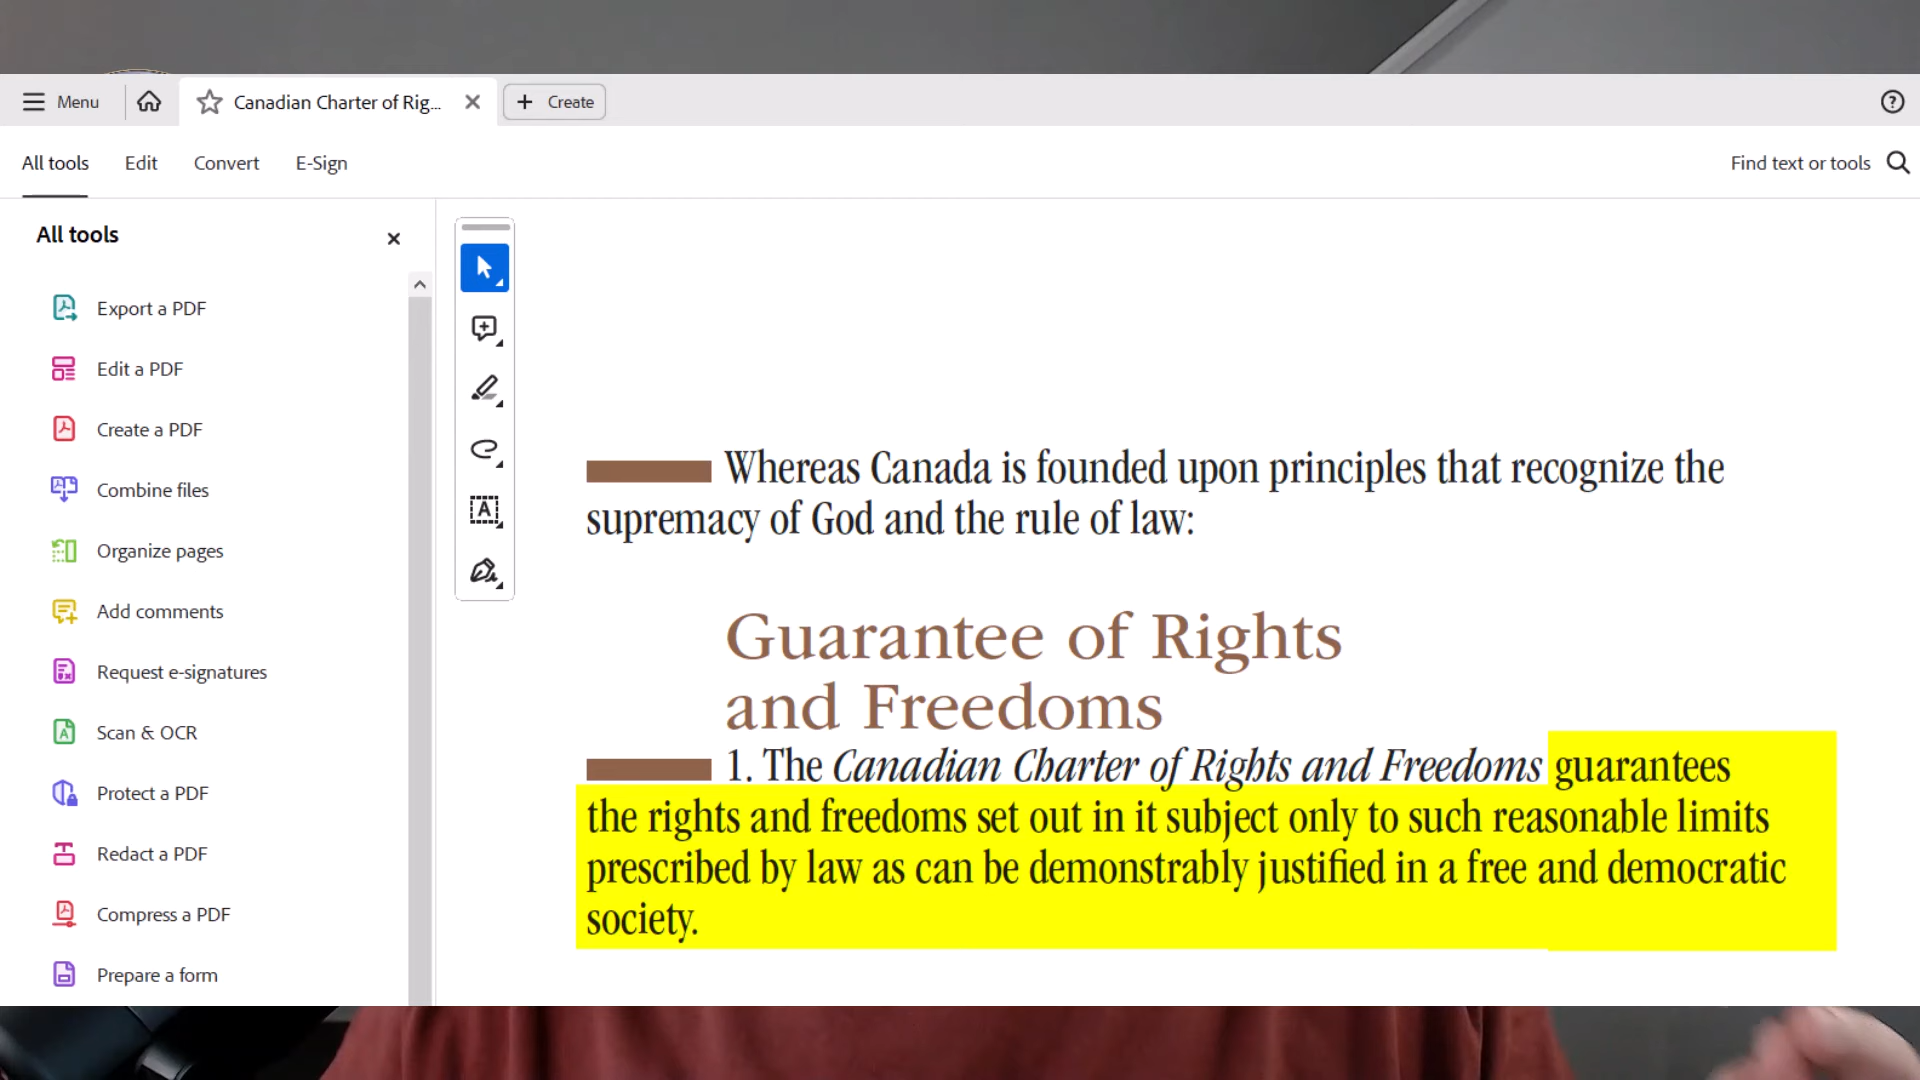 Menu
Canadian Charter of Rig...
Create
All tools
Edit
Convert
E-Sign
Find text or tools
All tools
Export a PDF
Edit a PDF
Create a PDF
Combine files
Organize pages
Add comments
Request e-signatures
Scan & OCR
Protect a PDF
Redact a PDF
Compress a PDF
Prepare a form
Whereas Canada is founded upon principles that recognize the
supremacy of God and the rule of law:
Guarantee of Rights
and Freedoms
1. The Canadian Charter of Rights and Freedoms guarantees
the rights and freedoms set out in it subject only to such reasonable limits
prescribed by law as can be demonstrably justified in a free and democratic
society.